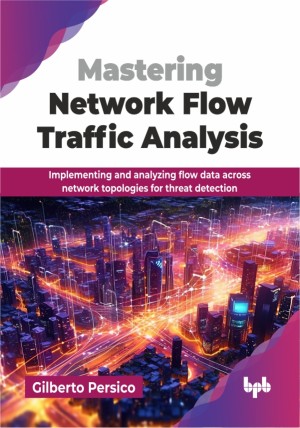 Mastering
Network Flow
Traffic Analysis
Implementing and analyzing flow data across
network topologies for threat detection
Gilberto Persico
bpb